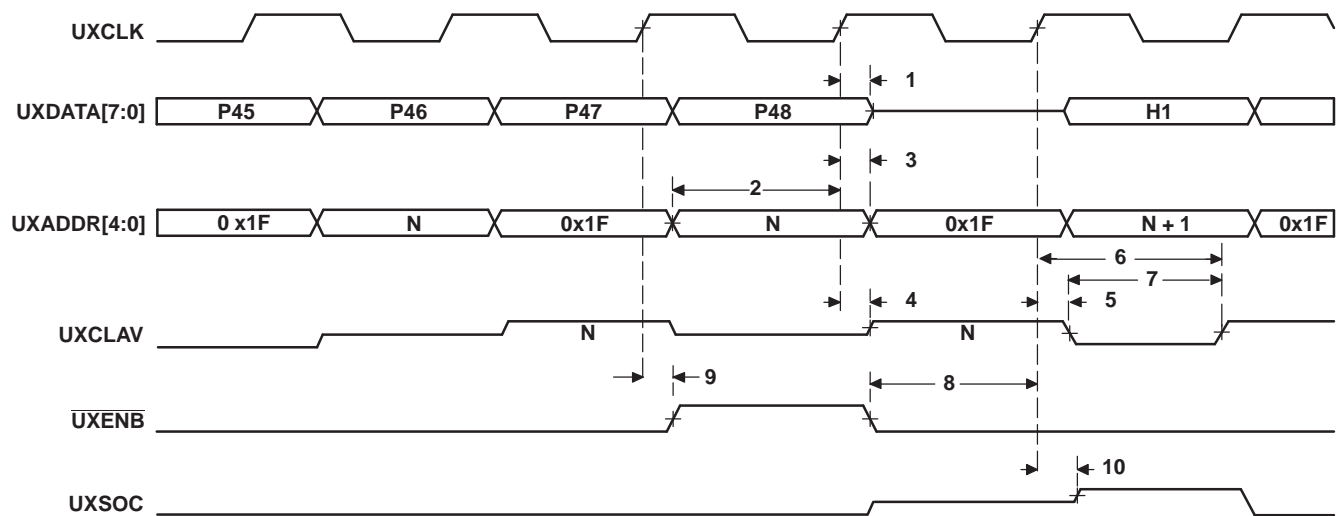 UXCLK
1
UXDATA[7:0] P45 P46 P47 P48 H1
3
2
UXADDR[4:0] 0 x1F N 0x1F N 0x1F N + 1 0x1F
6
7
4 5
UXCLAV N N
9 8
UXENB
10
UXSOC